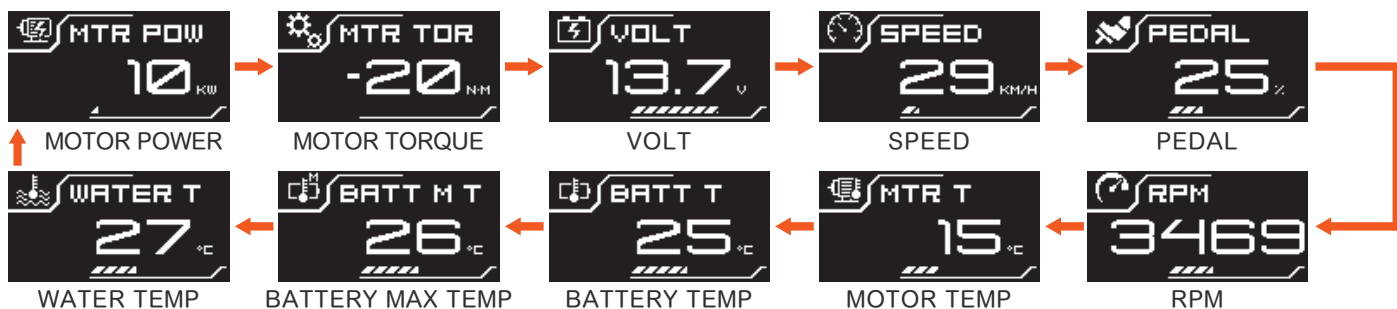 MTR POW
10 KW
MOTOR POWER
MTR TOR
-20 N·M
MOTOR TORQUE
VOLT
13.7 V
VOLT
SPEED
29 KM/H
SPEED
PEDAL
25 %
PEDAL
WATER T
27 °C
WATER TEMP
M
BATT M T
26 °C
BATTERY MAX TEMP
BATT T
25 °C
BATTERY TEMP
MTR T
15 °C
MOTOR TEMP
RPM
3469
RPM